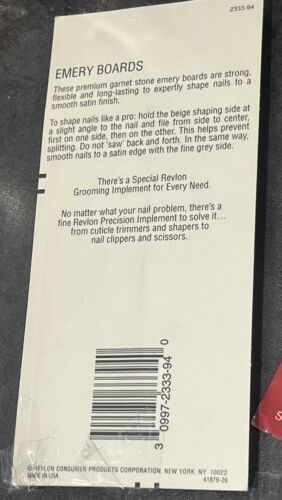 2333-94
EMERY BOARDS
These premium garnet stone emery boards are strong,
flexible and long-lasting to expertly shape nails to a
smooth satin finish.
To shape nails like a pro: hold the beige shaping side at
a slight angle to the nail and file from side to center,
first on one side, then on the other. This helps prevent
splitting. Do not 'saw' back and forth. In the same way,
smooth nails to a satin edge with the fine grey side.
There's a Special Revlon
Grooming Implement for Every Need.
No matter what your nail problem, there's a
fine Revlon Precision Implement to solve it...
from cuticle trimmers and shapers to
nail clippers and scissors.
3 0997-2333-94 0
© REVLON CONSUMER PRODUCTS CORPORATION, NEW YORK, NY 10022
MADE IN USA 41876-26